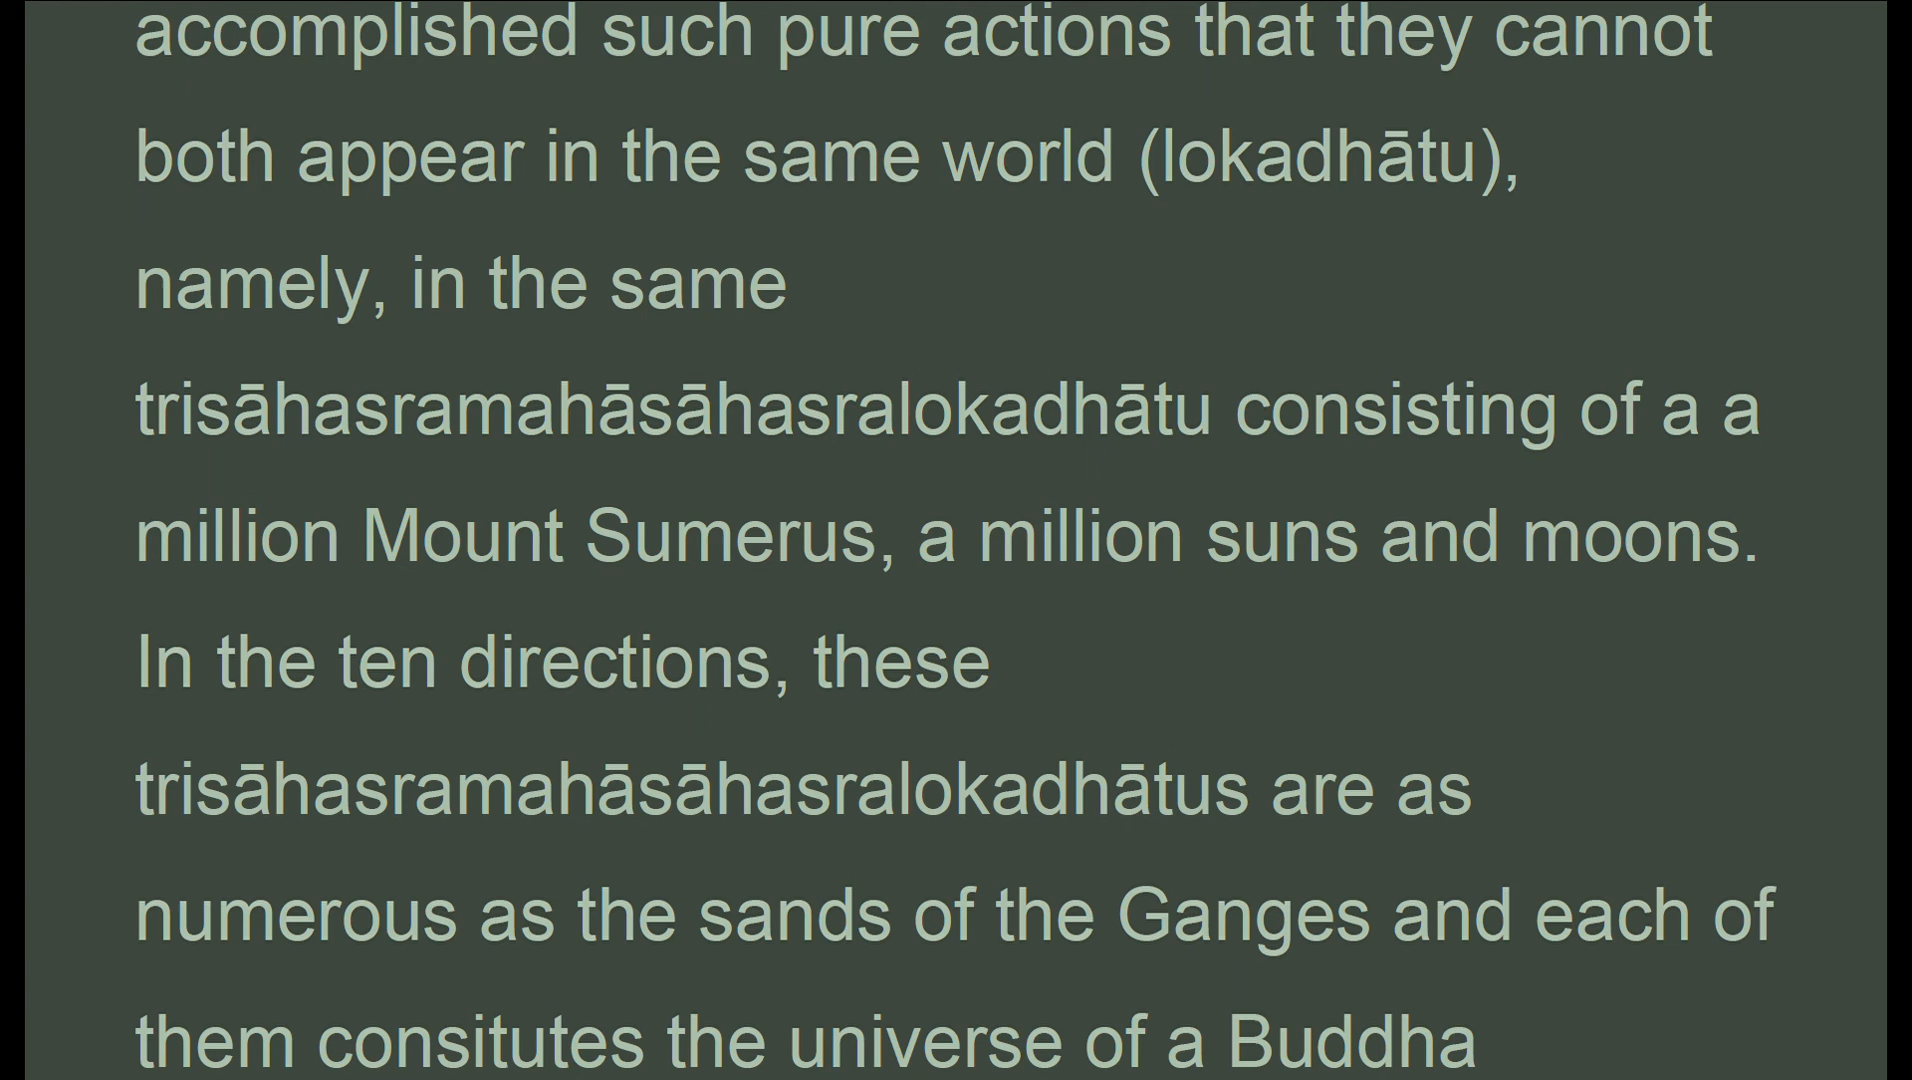 accomplished such pure actions that they cannot
both appear in the same world (lokadhātu),
namely, in the same
trisāhasramahāsāhasralokadhātu consisting of a a
million Mount Sumerus, a million suns and moons.
In the ten directions, these
trisāhasramahāsāhasralokadhātus are as
numerous as the sands of the Ganges and each of
them consitutes the universe of a Buddha